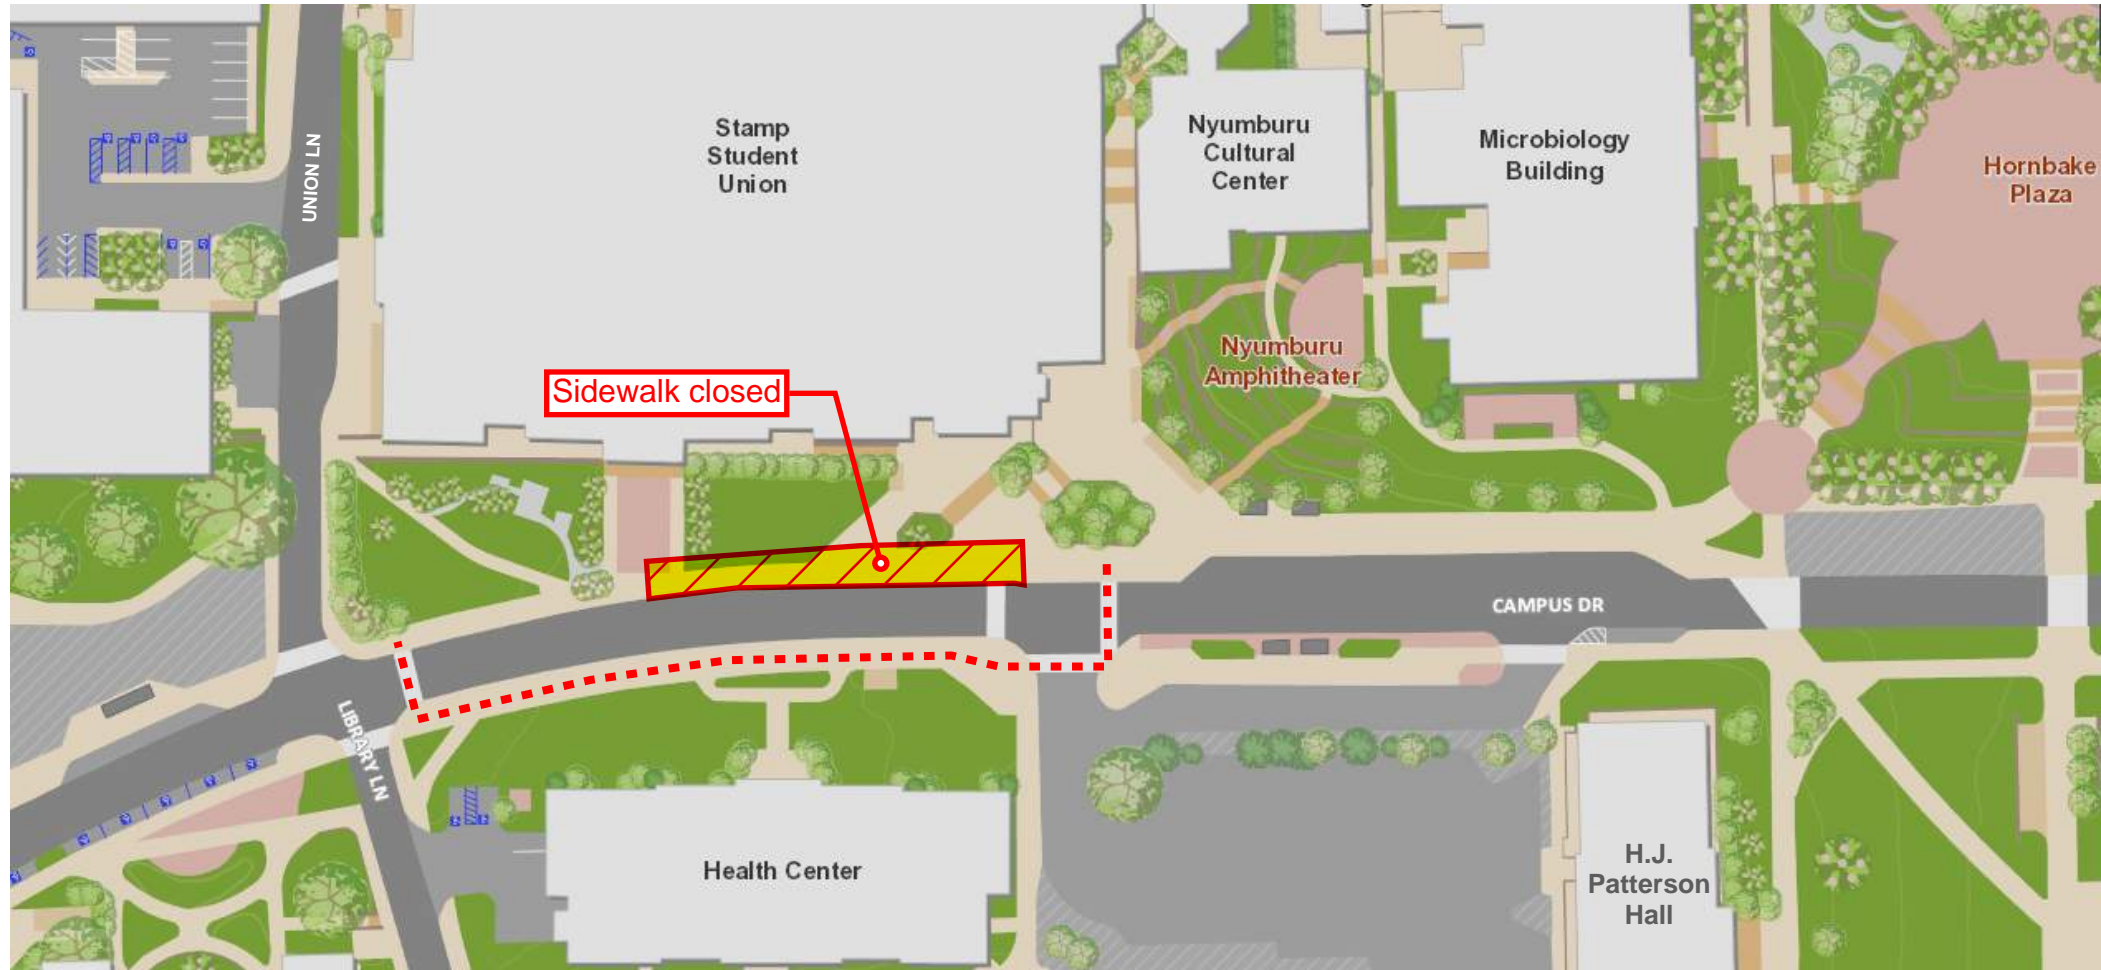 Stamp
Student
Union
Nyumburu
Cultural
Center
Microbiology
Building
Hornbake
Plaza
UNION LN
Nyumburu
Amphitheater
Sidewalk closed
CAMPUS DR
LIBRARY LN
Health Center
H.J.
Patterson
Hall